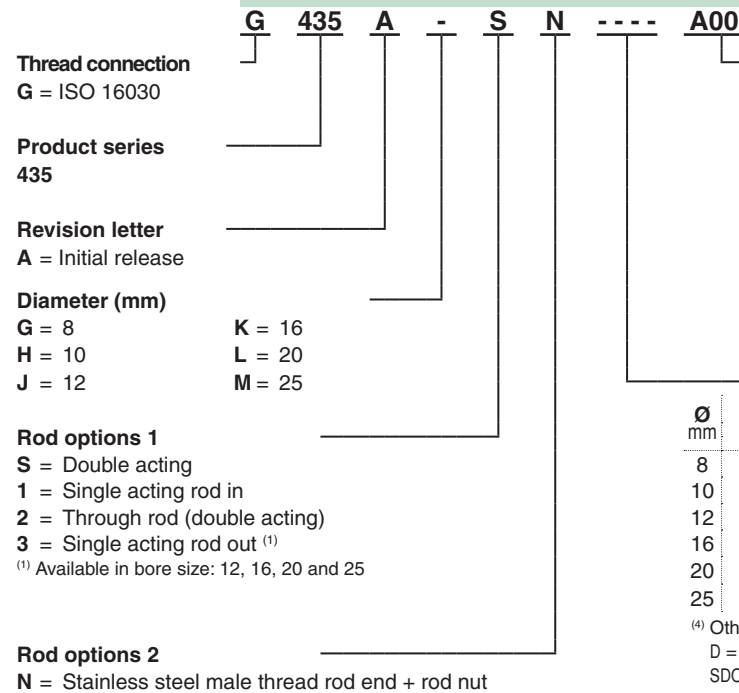 G 435 A - S N - - - - A00
Thread connection
G = ISO 16030
Product series
435
Revision letter
A = Initial release
Diameter (mm)
G = 8 K = 16
H = 10 L = 20
J = 12 M = 25
Rod options 1
S = Double acting
1 = Single acting rod in
2 = Through rod (double acting)
3 = Single acting rod out (1)
(1) Available in bore size: 12, 16, 20 and 25
Rod options 2
N = Stainless steel male thread rod end + rod nut
Ø
mm
8
10
12
16
20
25
(4)
D =